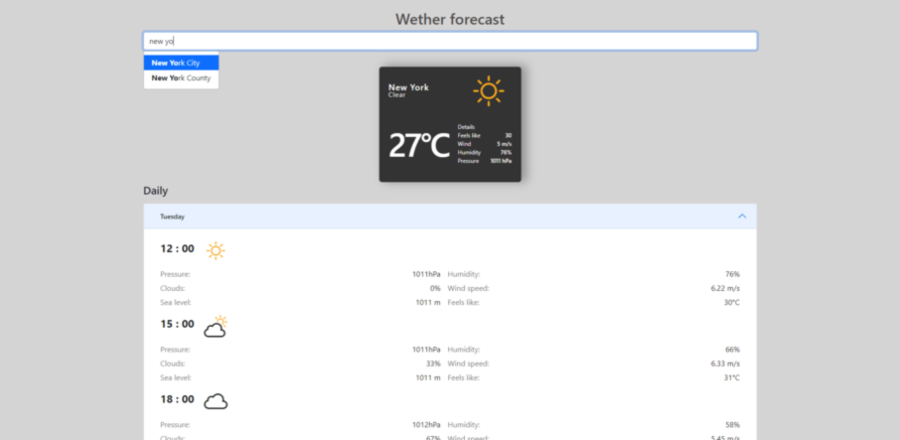 Wether forecast
new yo
New York City
New York County
New York
Clear
27°C
Details
Feels like 30
Wind 5 m/s
Humidity 76%
Pressure 1011 hPa
Daily
Tuesday
12 : 00
Pressure: 1011hPa Humidity: 76%
Clouds: 0% Wind speed: 6.22 m/s
Sea level: 1011 m Feels like: 30°C
15 : 00
Pressure: 1011hPa Humidity: 66%
Clouds: 33% Wind speed: 6.33 m/s
Sea level: 1011 m Feels like: 31°C
18 : 00
Pressure: 1012hPa Humidity: 58%
Clouds: 67% Wind speed: 5.45 m/s